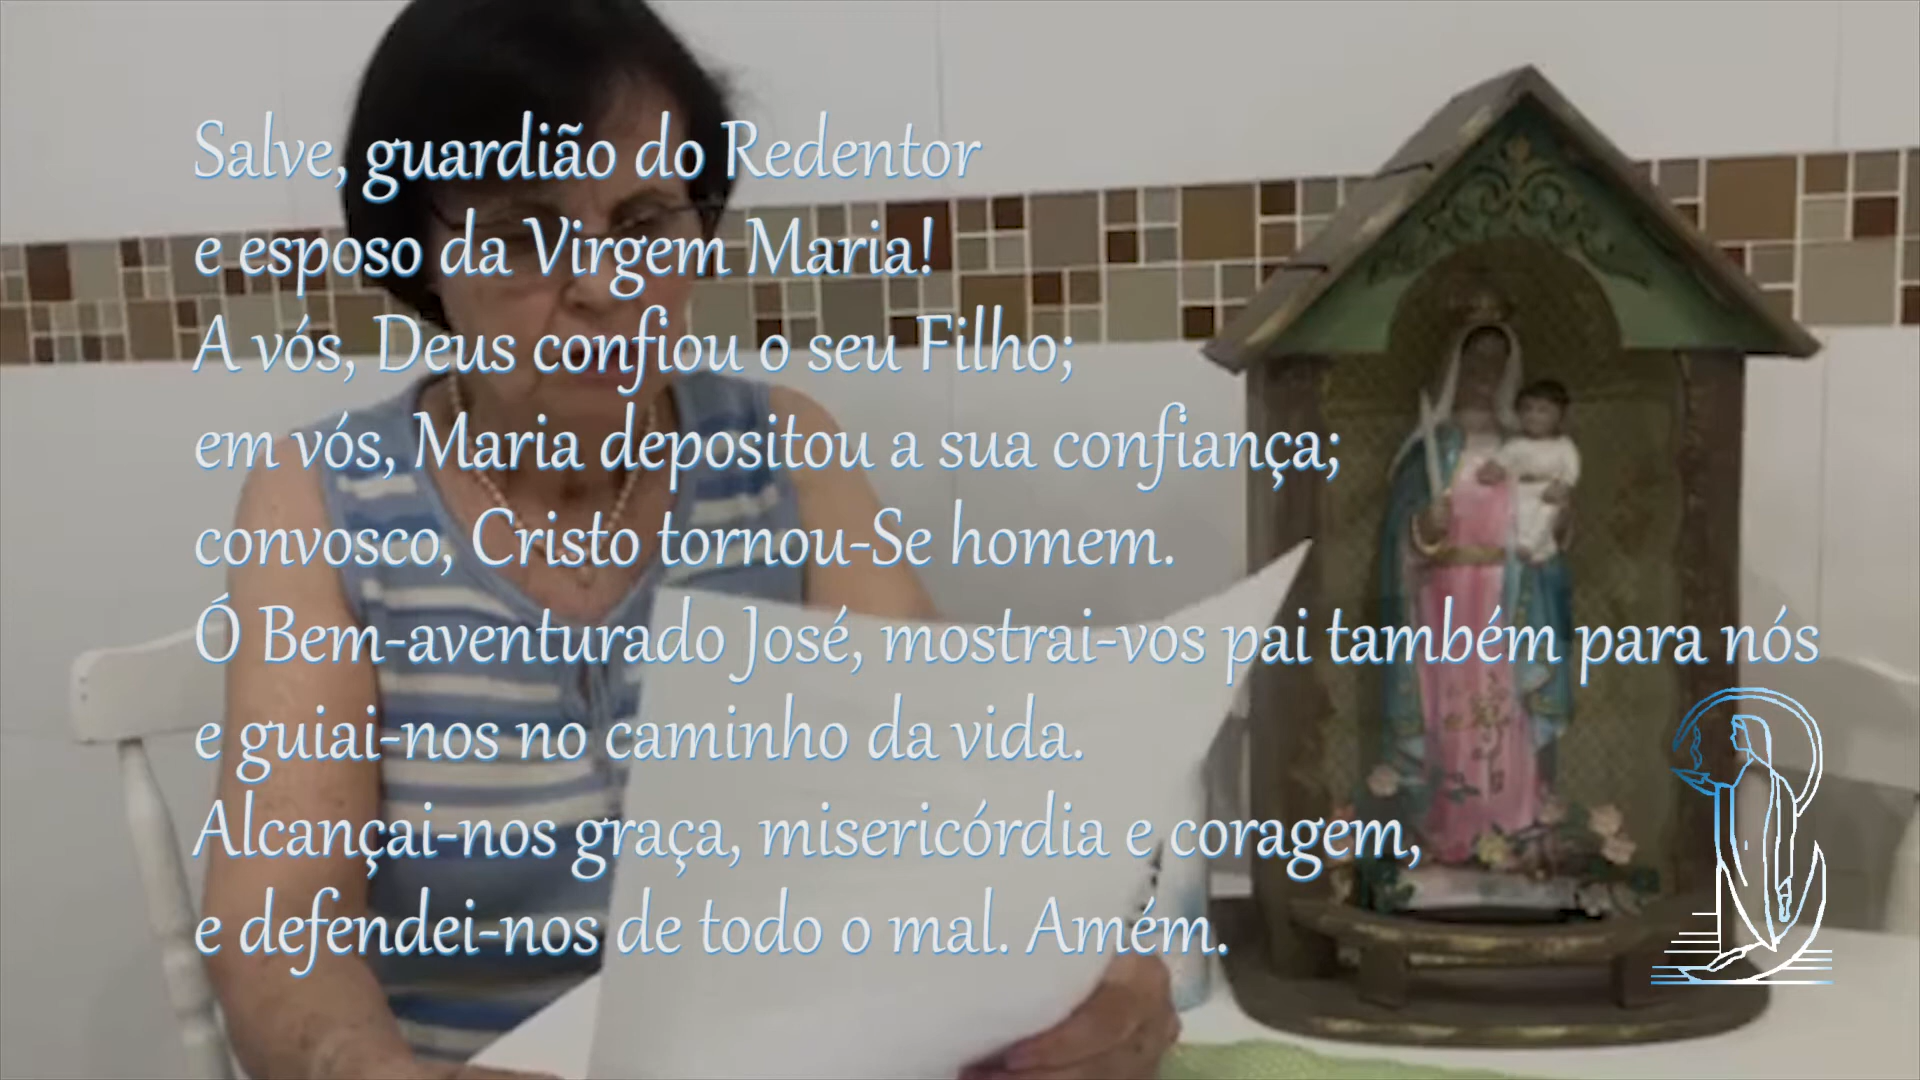 Salve, guardião do Redentor
e esposo da Virgem Maria!
A vós, Deus confiou o seu Filho;
em vós, Maria depositou a sua confiança;
convosco, Cristo tornou-Se homem.
Ó Bem-aventurado José, mostrai-vos pai também para nós
e guiai-nos no caminho da vida.
Alcançai-nos graça, misericórdia e coragem,
e defendei-nos de todo o mal. Amém.